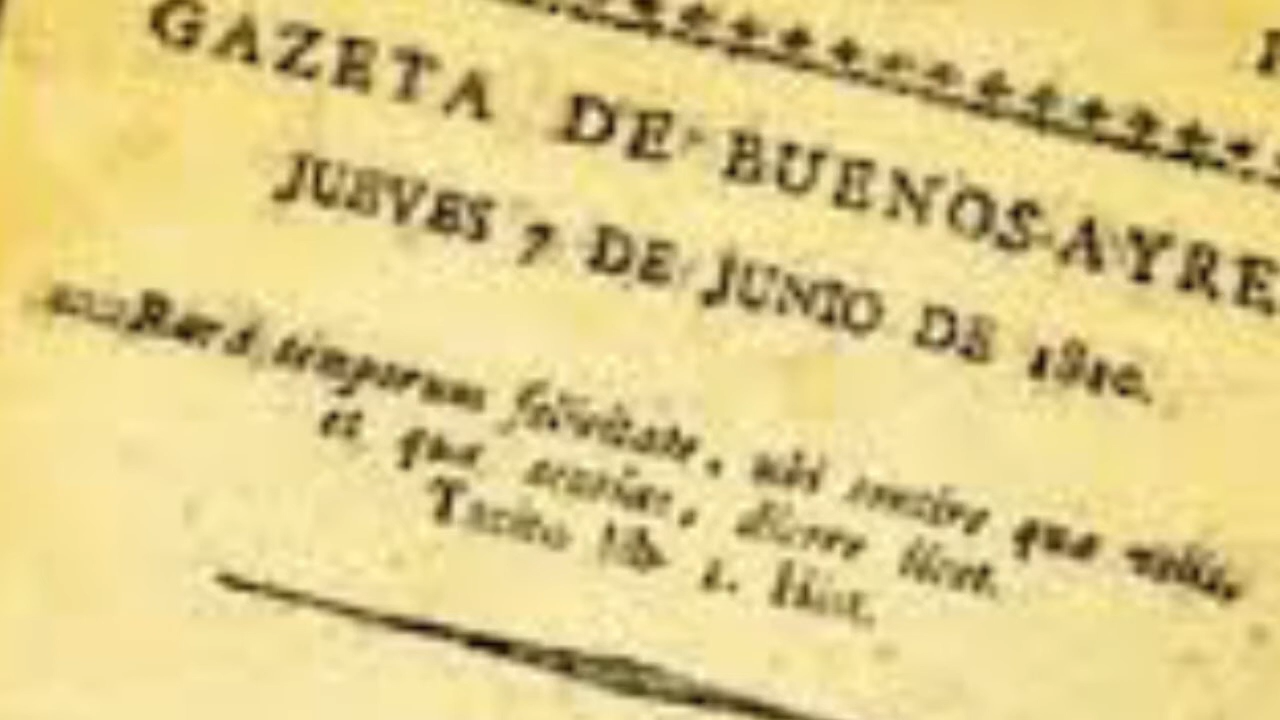 GAZETA DE BUENOS-AYRE
JUEVES 7 DE JUNIO DE 1810.
Rará temporum felicitate, ubi sentire quæ velis,
et quæ sentias, dicere licet.
Tacito lib 1. Hist.